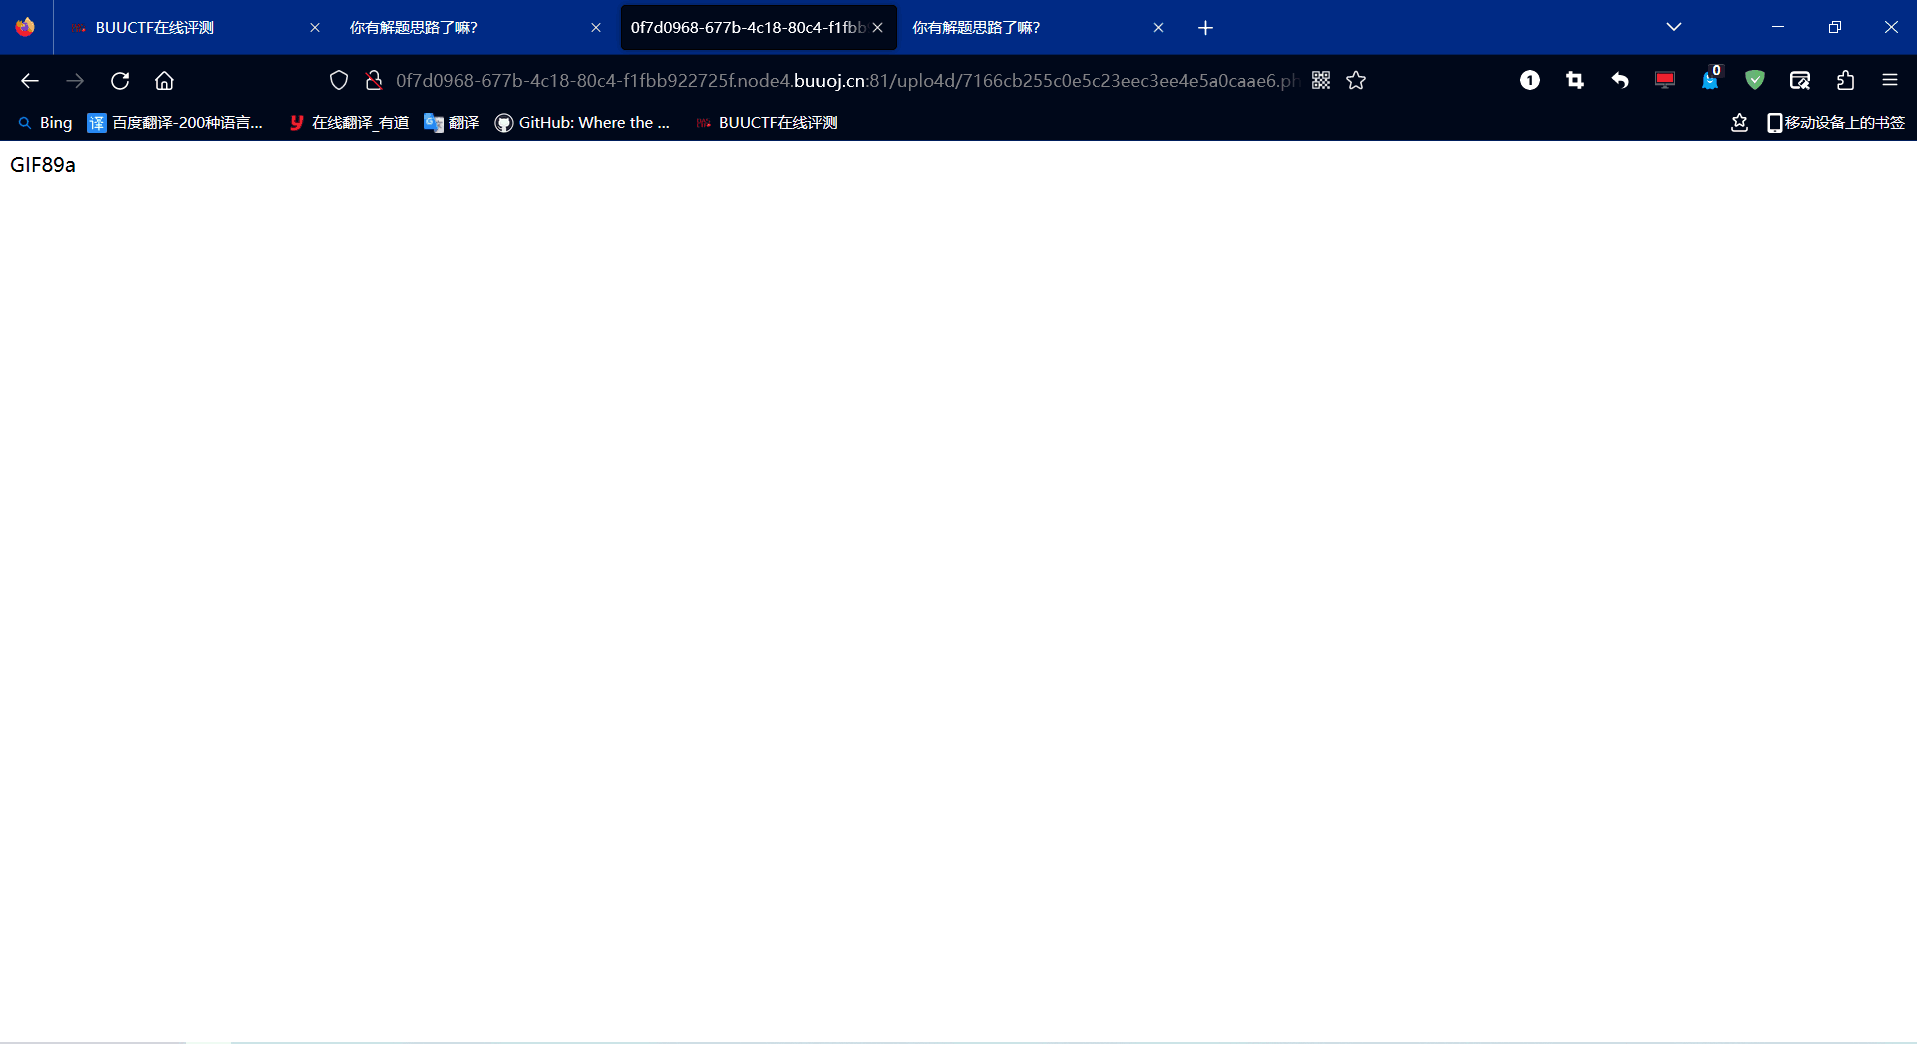 BUUCTF在线评测
你有解题思路了嘛?
0f7d0968-677b-4c18-80c4-f1fbb
你有解题思路了嘛?
0f7d0968-677b-4c18-80c4-f1fbb922725f.node4.buuoj.cn:81/uplo4d/7166cb255c0e5c23eec3ee4e5a0caae6.ph
1
0
Bing
译 百度翻译-200种语言...
y 在线翻译_有道
G 翻译
GitHub: Where the ...
BUUCTF在线评测
移动设备上的书签
GIF89a